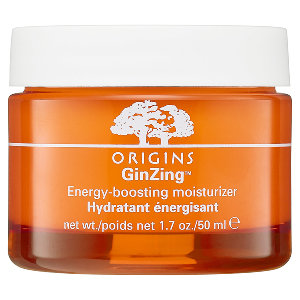 ORIGINS
GinZing™
Energy-boosting moisturizer
Hydratant énergisant
net wt./poids net 1.7 oz./50 ml ℮